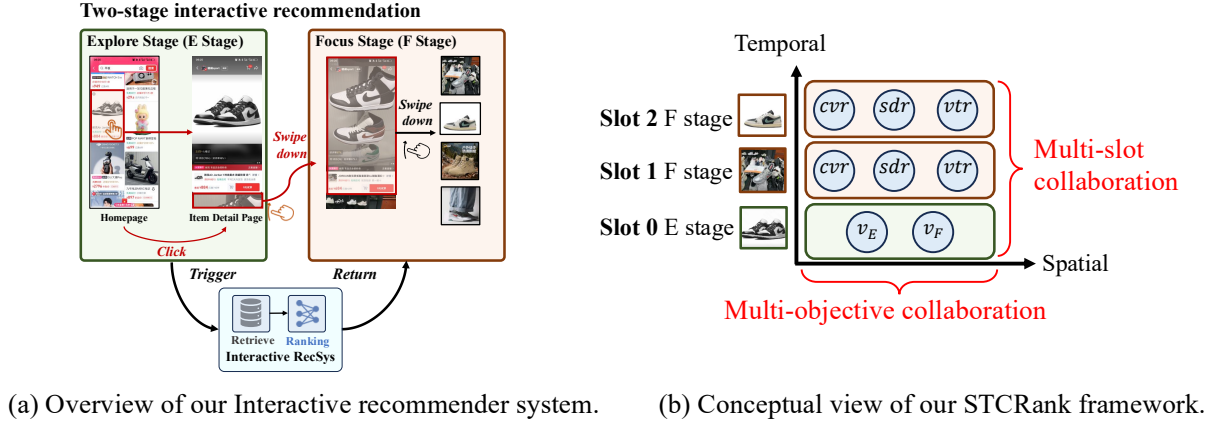 Two-stage interactive recommendation
Explore Stage (E Stage)
Focus Stage (F Stage)
Swipe
down
Swipe
down
Homepage
Item Detail Page
Click
Trigger
Return
Retrieve
Ranking
Interactive RecSys
(a) Overview of our Interactive recommender system.
Temporal
Slot 2 F stage
cvr sdr vtr
Slot 1 F stage
cvr sdr vtr
Slot 0 E stage
v_E v_F
Multi-slot
collaboration
Spatial
Multi-objective collaboration
(b) Conceptual view of our STCRank framework.